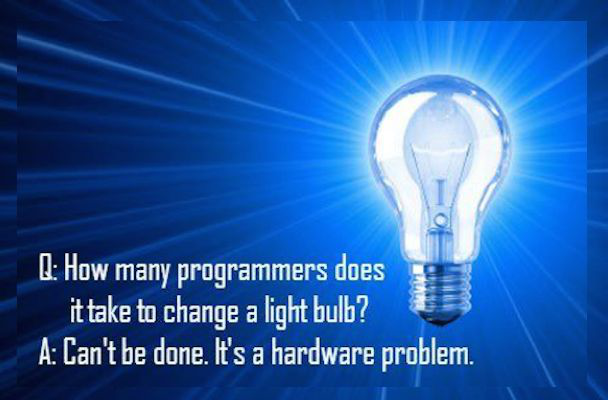 Q: How many programmers does
it take to change a light bulb?
A: Can't be done. It's a hardware problem.